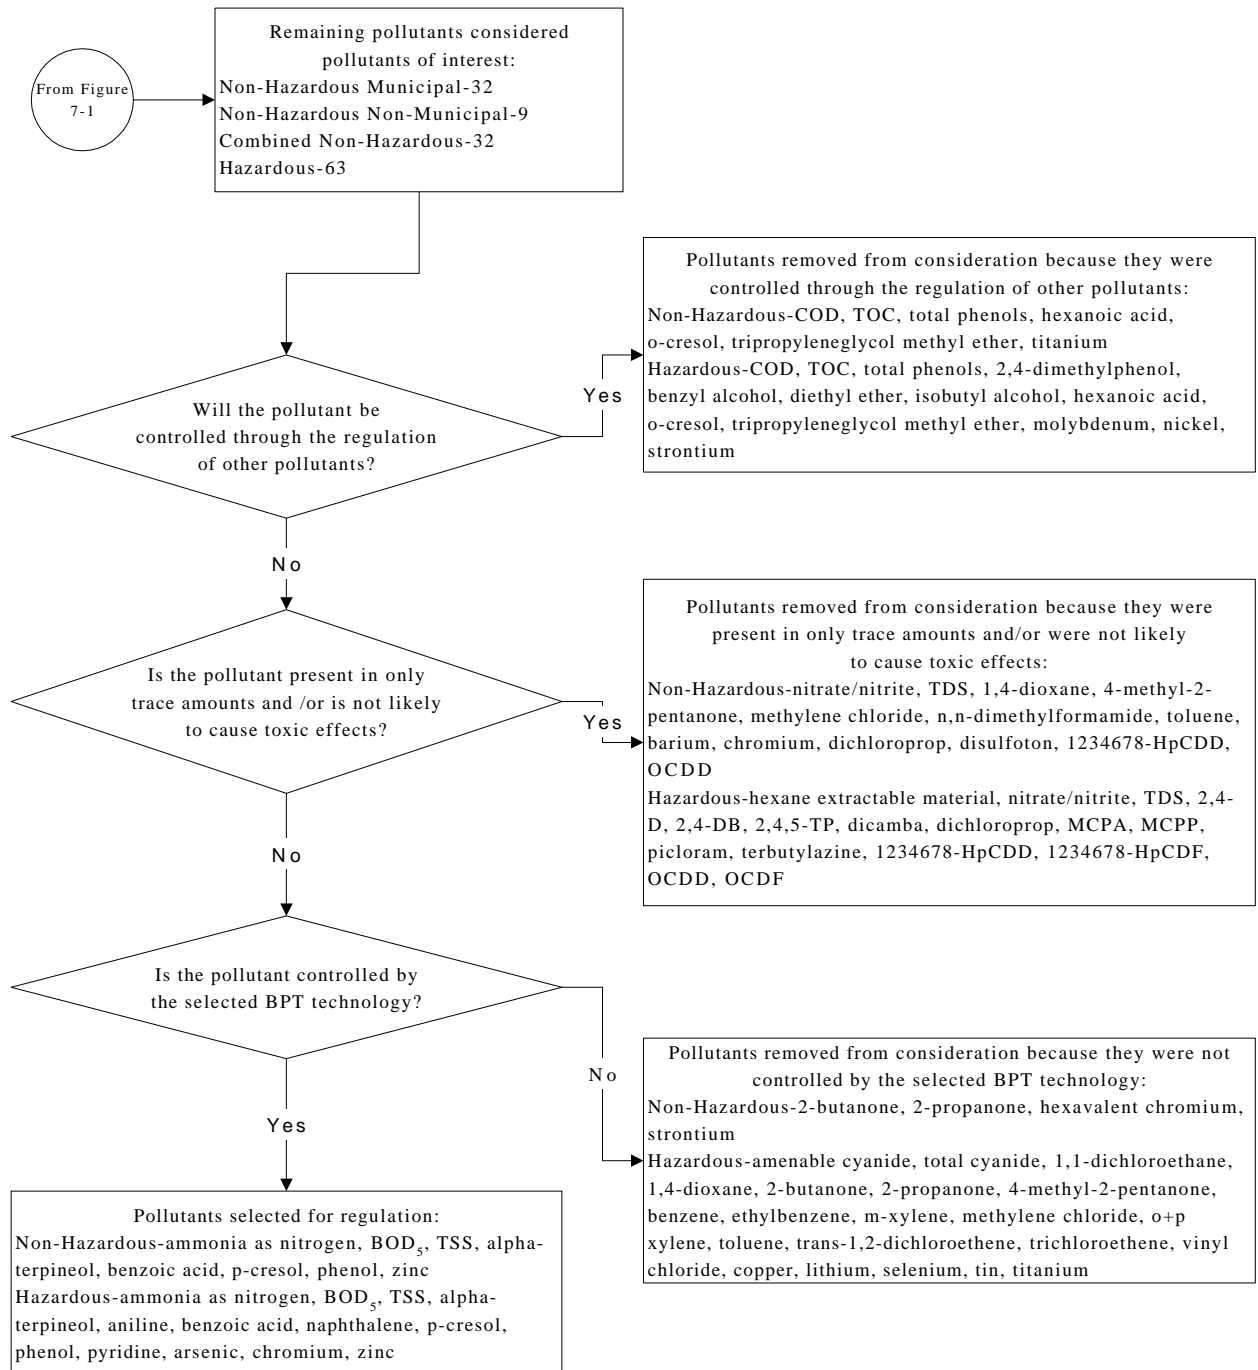 From Figure
7-1
Remaining pollutants considered
pollutants of interest:
Non-Hazardous Municipal-32
Non-Hazardous Non-Municipal-9
Combined Non-Hazardous-32
Hazardous-63
Will the pollutant be
controlled through the regulation
of other pollutants?
Yes
Pollutants removed from consideration because they were
controlled through the regulation of other pollutants:
Non-Hazardous-COD, TOC, total phenols, hexanoic acid,
o-cresol, tripropyleneglycol methyl ether, titanium
Hazardous-COD, TOC, total phenols, 2,4-dimethylphenol,
benzyl alcohol, diethyl ether, isobutyl alcohol, hexanoic acid,
o-cresol, tripropyleneglycol methyl ether, molybdenum, nickel,
strontium
No
Is the pollutant present in only
trace amounts and /or is not likely
to cause toxic effects?
Yes
Pollutants removed from consideration because they were
present in only trace amounts and/or were not likely
to cause toxic effects:
Non-Hazardous-nitrate/nitrite, TDS, 1,4-dioxane, 4-methyl-2-
pentanone, methylene chloride, n,n-dimethylformamide, toluene,
barium, chromium, dichloroprop, disulfoton, 1234678-HpCDD,
OCDD
Hazardous-hexane extractable material, nitrate/nitrite, TDS, 2,4-
D, 2,4-DB, 2,4,5-TP, dicamba, dichloroprop, MCPA, MCPP,
picloram, terbutylazine, 1234678-HpCDD, 1234678-HpCDF,
OCDD, OCDF
No
Is the pollutant controlled by
the selected BPT technology?
No
Pollutants removed from consideration because they were not
controlled by the selected BPT technology:
Non-Hazardous-2-butanone, 2-propanone, hexavalent chromium,
strontium
Hazardous-amenable cyanide, total cyanide, 1,1-dichloroethane,
1,4-dioxane, 2-butanone, 2-propanone, 4-methyl-2-pentanone,
benzene, ethylbenzene, m-xylene, methylene chloride, o+p
xylene, toluene, trans-1,2-dichloroethene, trichloroethene, vinyl
chloride, copper, lithium, selenium, tin, titanium
Yes
Pollutants selected for regulation:
Non-Hazardous-ammonia as nitrogen, BOD5, TSS, alpha-
terpineol, benzoic acid, p-cresol, phenol, zinc
Hazardous-ammonia as nitrogen, BOD5, TSS, alpha-
terpineol, aniline, benzoic acid, naphthalene, p-cresol,
phenol, pyridine, arsenic, chromium, zinc